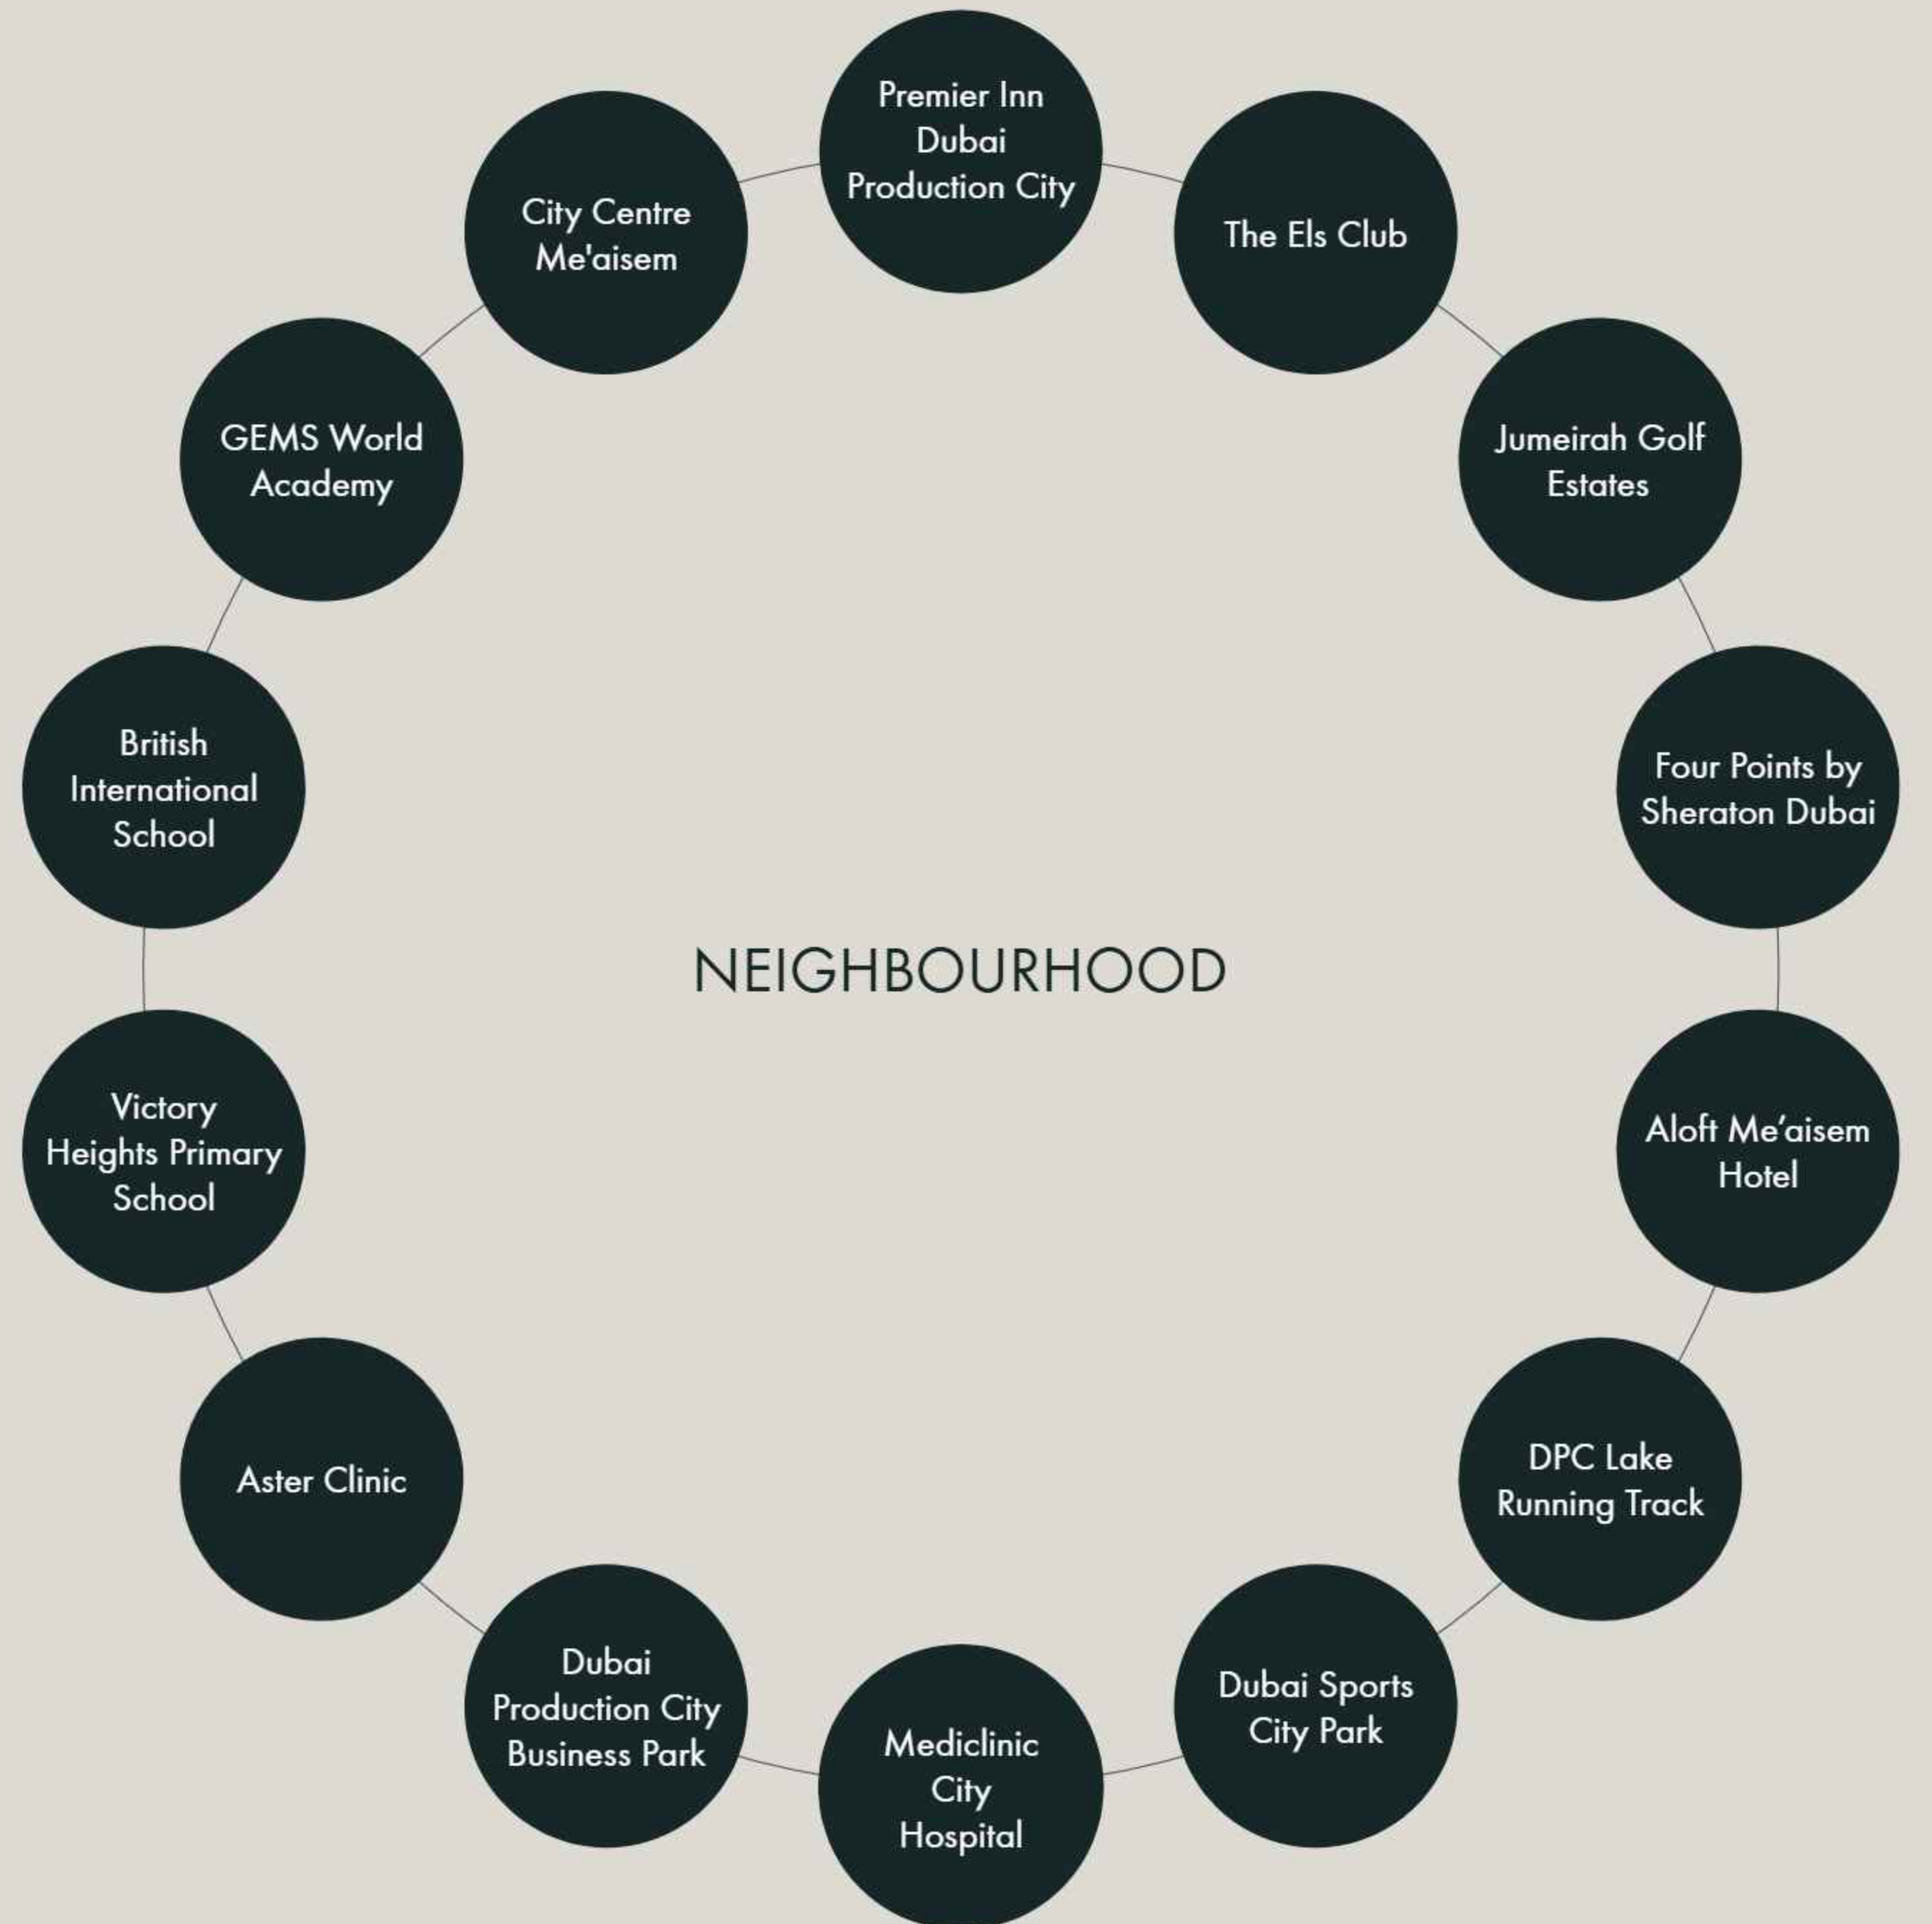 Premier Inn
Dubai
Production City
The Els Club
Jumeirah Golf
Estates
Four Points by
Sheraton Dubai
Aloft Me’aisem
Hotel
DPC Lake
Running Track
Dubai Sports
City Park
Mediclinic
City
Hospital
Dubai
Production City
Business Park
Aster Clinic
Victory
Heights Primary
School
British
International
School
GEMS World
Academy
City Centre
Me'aisem
NEIGHBOURHOOD